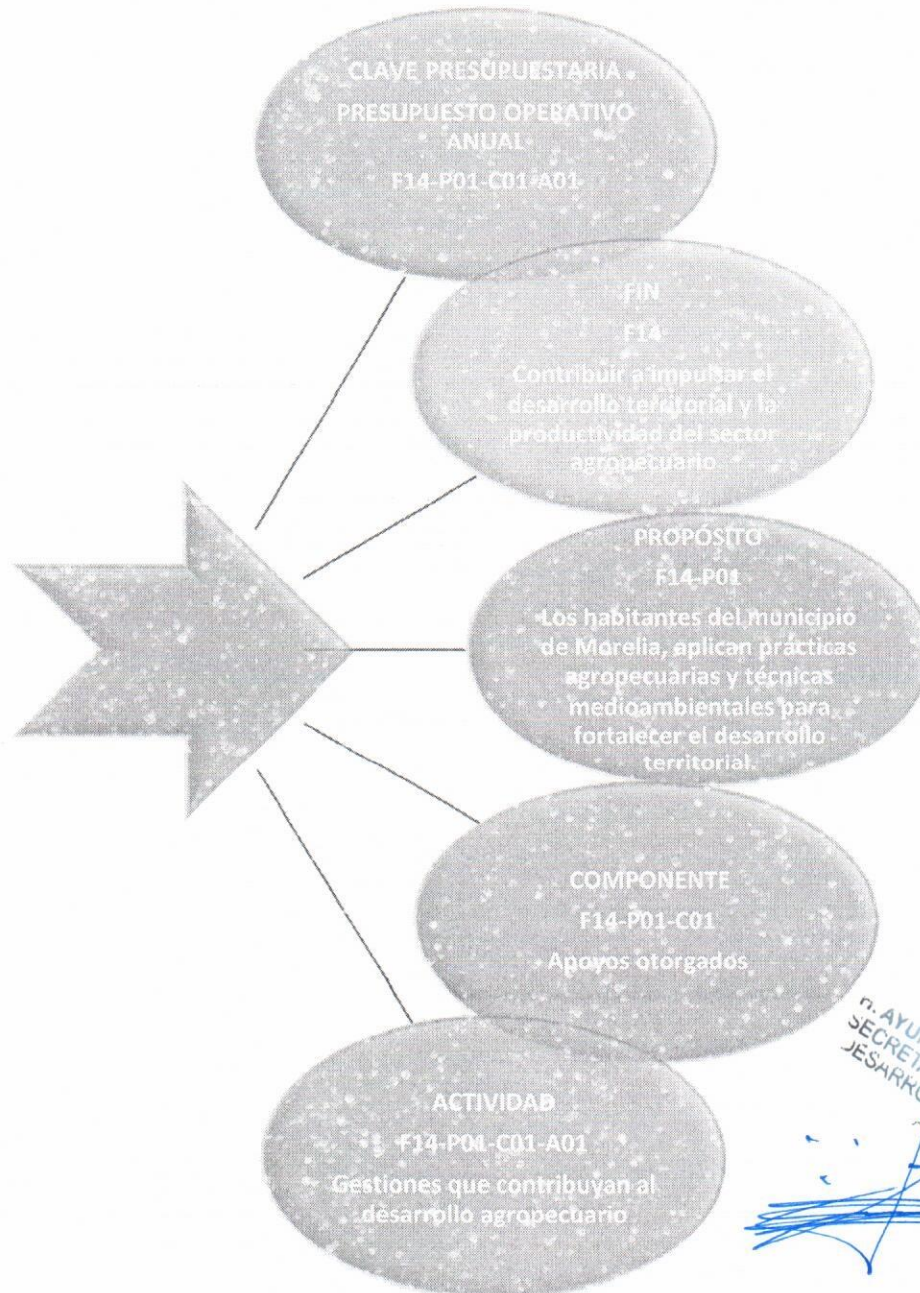 CLAVE PRESUPUESTARIA
PRESUPUESTO OPERATIVO
ANUAL
F14-P01-C01-A01
FIN
F14
Contribuir a impulsar el
desarrollo territorial y la
productividad del sector
agropecuario
PROPÓSITO
F14-P01
Los habitantes del municipio
de Morelia, aplican prácticas
agropecuarias y técnicas
medioambientales para
fortalecer el desarrollo
territorial.
COMPONENTE
F14-P01-C01
Apoyos otorgados
ACTIVIDAD
F14-P01-C01-A01
Gestiones que contribuyan al
desarrollo agropecuario